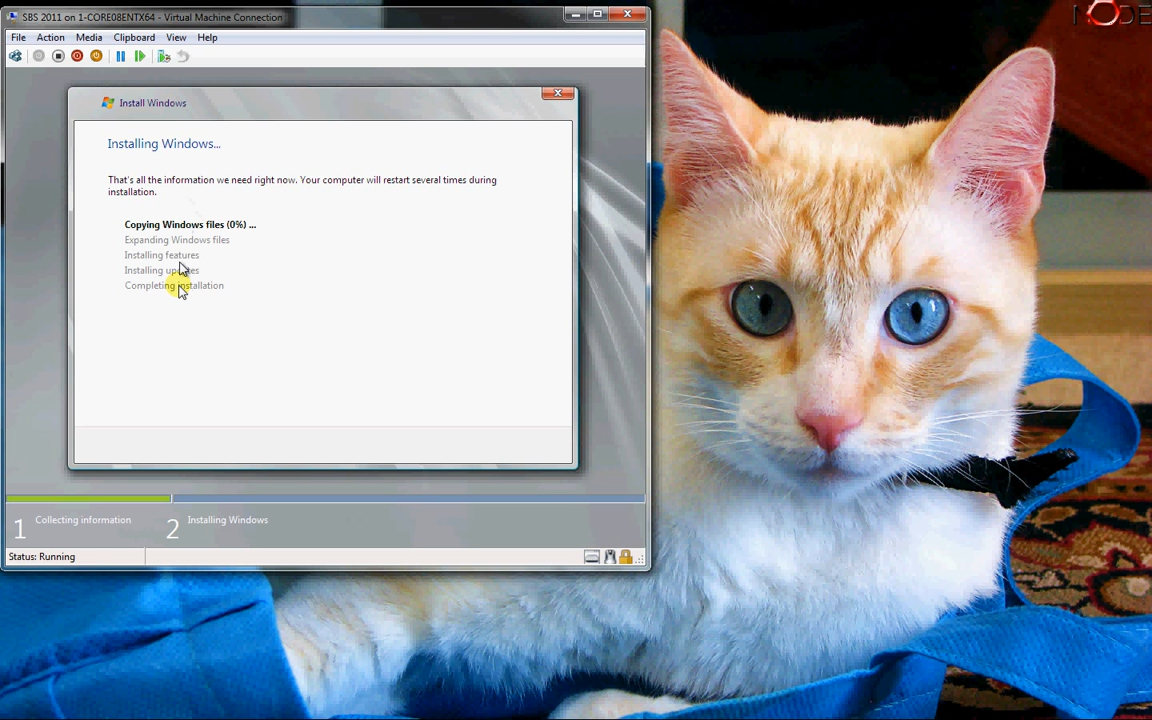 SBS 2011 on 1-CORE08ENTX64 - Virtual Machine Connection
File Action Media Clipboard View Help
Install Windows
Installing Windows...
That's all the information we need right now. Your computer will restart several times during
installation.
Copying Windows files (0%) ...
Expanding Windows files
Installing features
Installing updates
Completing installation
1 Collecting information 2 Installing Windows
Status: Running
NODE